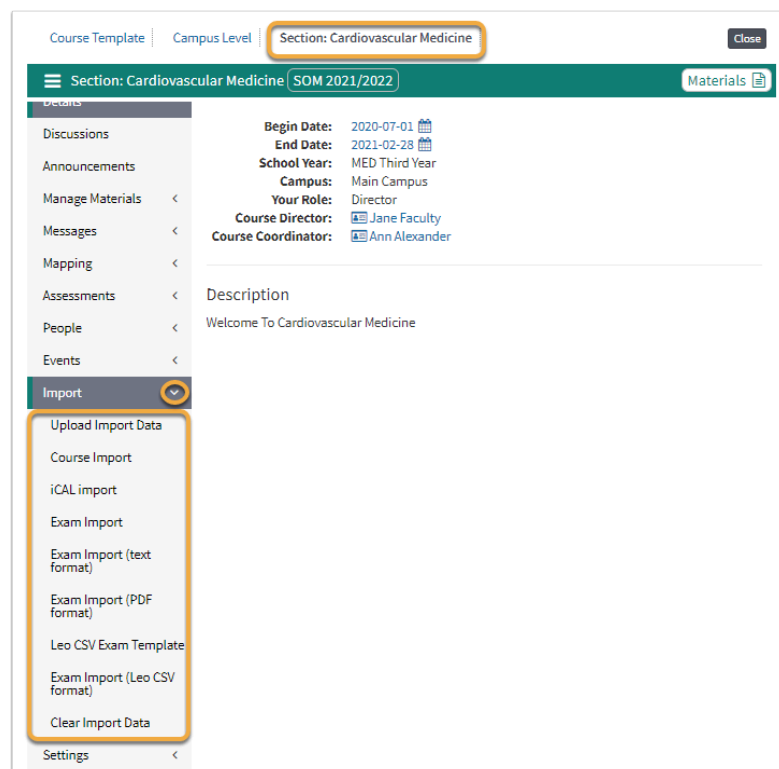 Course Template
Campus Level
Section: Cardiovascular Medicine
Close
Section: Cardiovascular Medicine SOM 2021/2022
Materials
Details
Discussions
Announcements
Manage Materials
Messages
Mapping
Assessments
People
Events
Import
Upload Import Data
Course Import
iCAL import
Exam Import
Exam Import (text
format)
Exam Import (PDF
format)
Leo CSV Exam Template
Exam Import (Leo CSV
format)
Clear Import Data
Settings
Begin Date: 2020-07-01
End Date: 2021-02-28
School Year: MED Third Year
Campus: Main Campus
Your Role: Director
Course Director: Jane Faculty
Course Coordinator: Ann Alexander
Description
Welcome To Cardiovascular Medicine